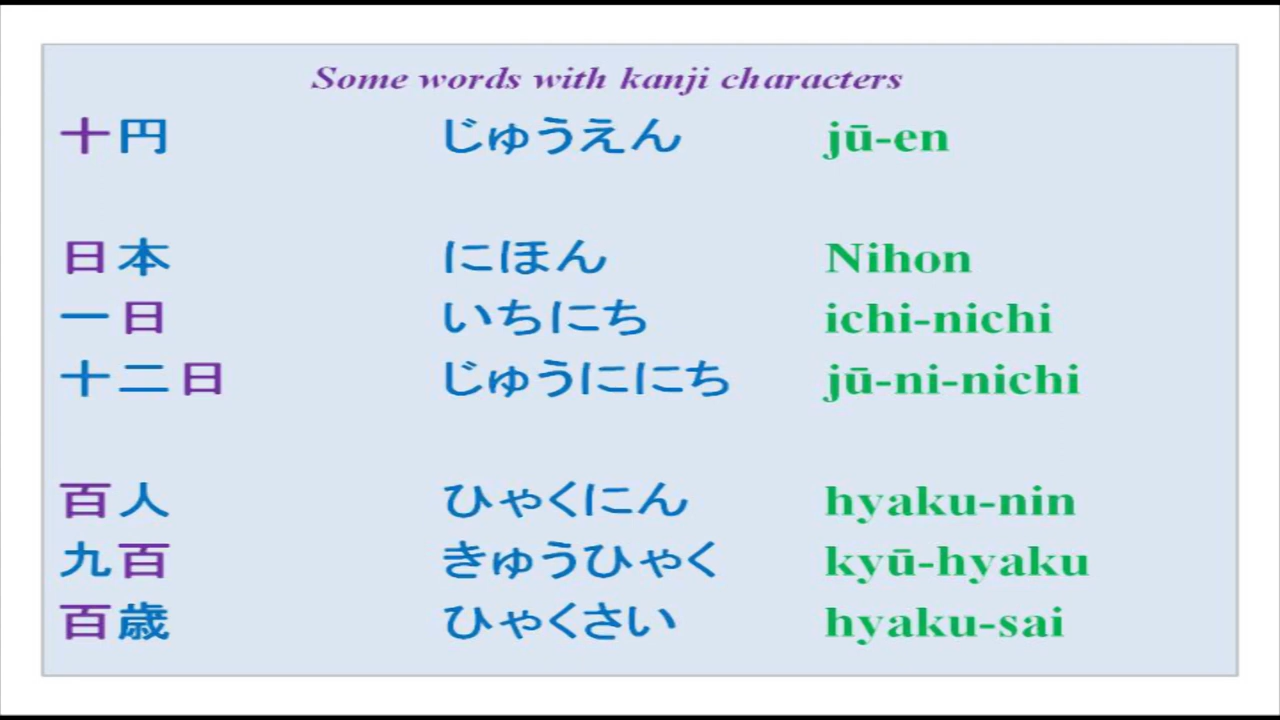 Some words with kanji characters
十円 じゅうえん jū-en
日本 にほん Nihon
一日 いちにち ichi-nichi
十二日 じゅうににち jū-ni-nichi
百人 ひゃくにん hyaku-nin
九百 きゅうひゃく kyū-hyaku
百歳 ひゃくさい hyaku-sai